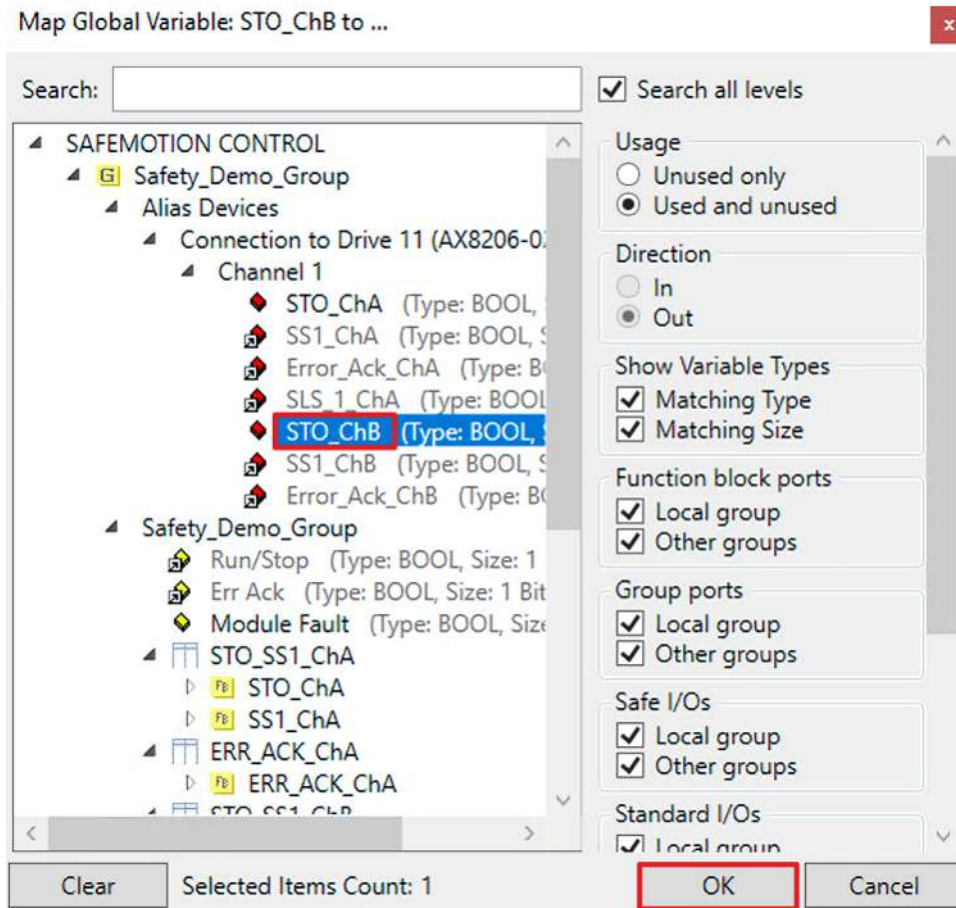 Map Global Variable: STO_ChB to ...
x
Search:
Search all levels
SAFEMOTION CONTROL
G Safety_Demo_Group
Alias Devices
Connection to Drive 11 (AX8206-0
Channel 1
STO_ChA (Type: BOOL,
SS1_ChA (Type: BOOL, S
Error_Ack_ChA (Type: B
SLS_1_ChA (Type: BOOL
STO_ChB (Type: BOOL, S
SS1_ChB (Type: BOOL, S
Error_Ack_ChB (Type: BO
Safety_Demo_Group
Run/Stop (Type: BOOL, Size: 1
Err Ack (Type: BOOL, Size: 1 Bit
Module Fault (Type: BOOL, Size
STO_SS1_ChA
FB STO_ChA
FB SS1_ChA
ERR_ACK_ChA
FB ERR_ACK_ChA
STO_SS1_ChB
Usage
Unused only
Used and unused
Direction
In
Out
Show Variable Types
Matching Type
Matching Size
Function block ports
Local group
Other groups
Group ports
Local group
Other groups
Safe I/Os
Local group
Other groups
Standard I/Os
Local group
Clear
Selected Items Count: 1
OK
Cancel